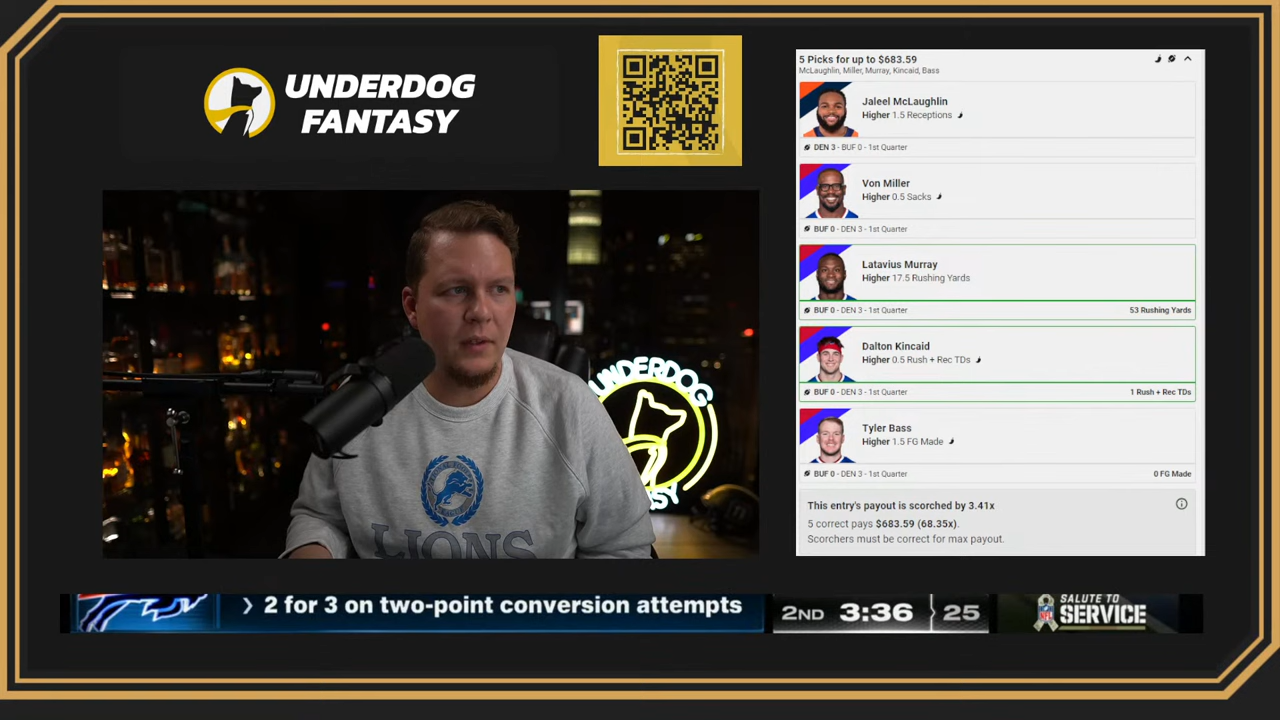 UNDERDOG
FANTASY
5 Picks for up to $683.59
McLaughlin, Miller, Murray, Kincaid, Bass
Jaleel McLaughlin
Higher 1.5 Receptions
DEN 3 - BUF 0 - 1st Quarter
Von Miller
Higher 0.5 Sacks
BUF 0 - DEN 3 - 1st Quarter
Latavius Murray
Higher 17.5 Rushing Yards
BUF 0 - DEN 3 - 1st Quarter 53 Rushing Yards
Dalton Kincaid
Higher 0.5 Rush + Rec TDs
BUF 0 - DEN 3 - 1st Quarter 1 Rush + Rec TDs
Tyler Bass
Higher 1.5 FG Made
BUF 0 - DEN 3 - 1st Quarter 0 FG Made
This entry's payout is scorched by 3.41x
5 correct pays $683.59 (68.35x).
Scorchers must be correct for max payout.
UNDERDOG
LIONS
2 for 3 on two-point conversion attempts
2ND 3:36 25
NFL
SALUTE TO
SERVICE